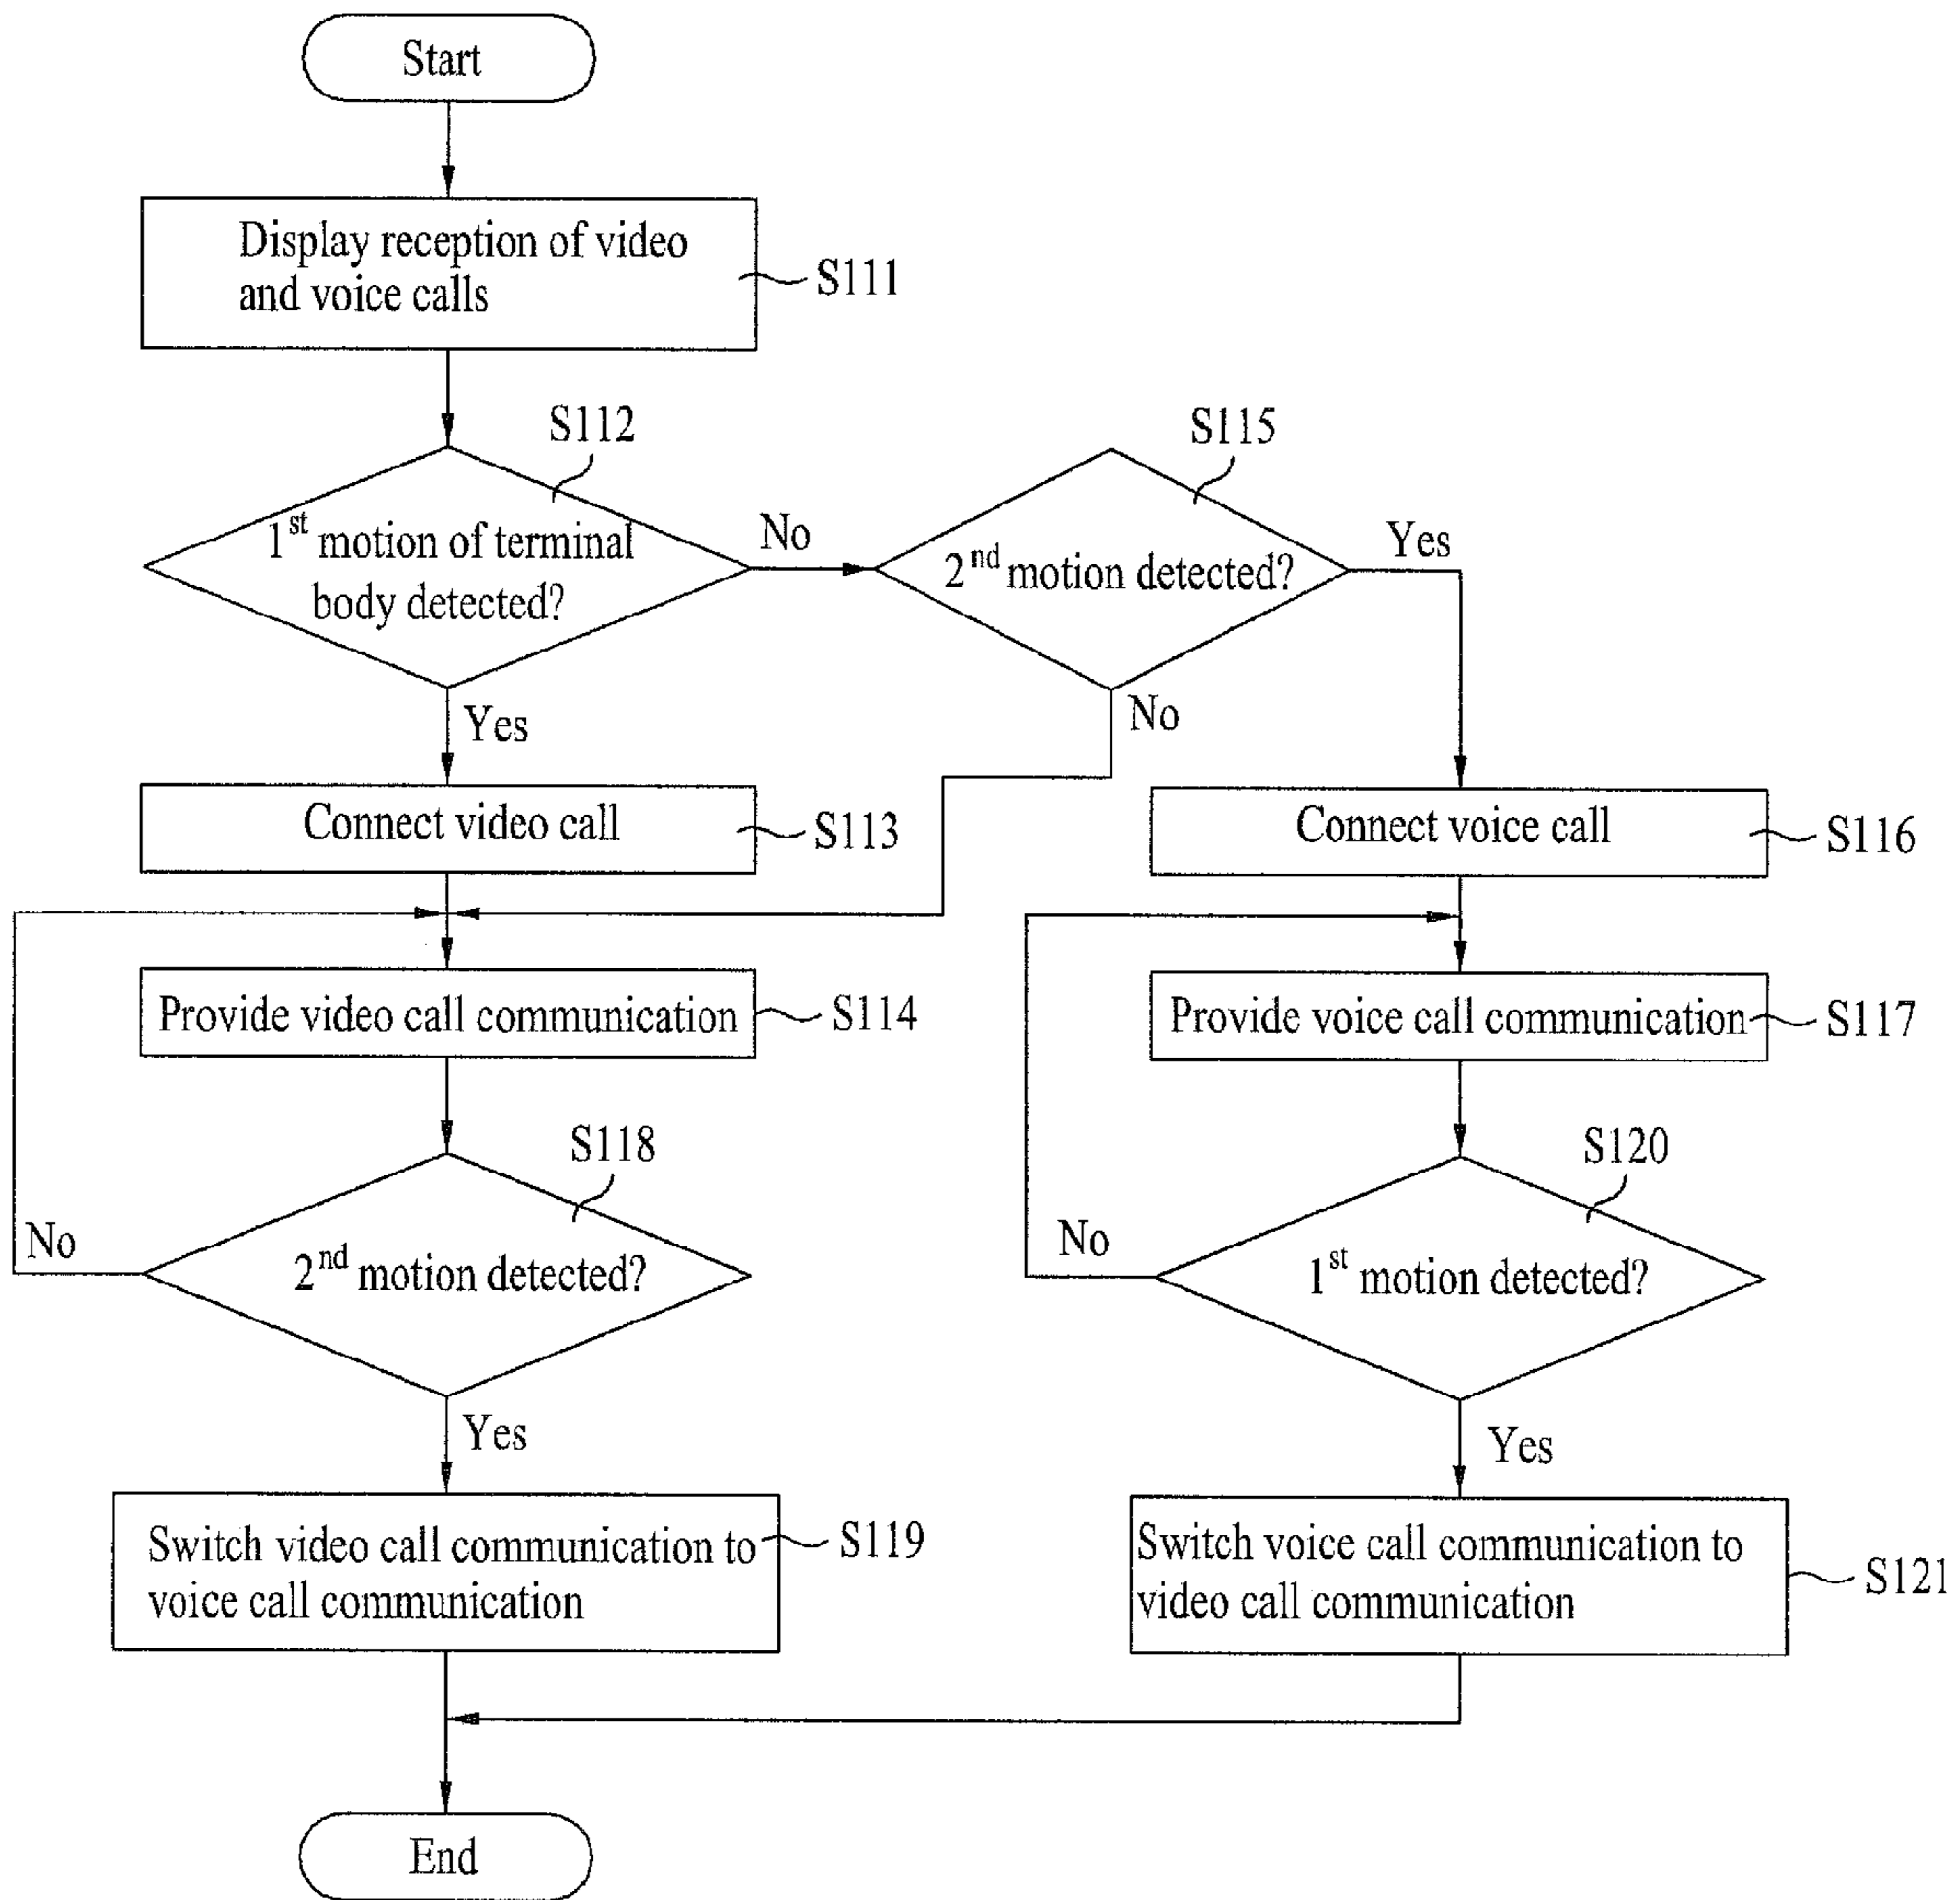 Start
Display reception of video
and voice calls
S111
S112
1st motion of terminal
body detected?
No
S115
2nd motion detected?
Yes
Yes
No
Connect video call
S113
Connect voice call
S116
Provide video call communication
S114
Provide voice call communication
S117
S118
2nd motion detected?
No
S120
1st motion detected?
No
Yes
Yes
Switch video call communication to
voice call communication
S119
Switch voice call communication to
video call communication
S121
End